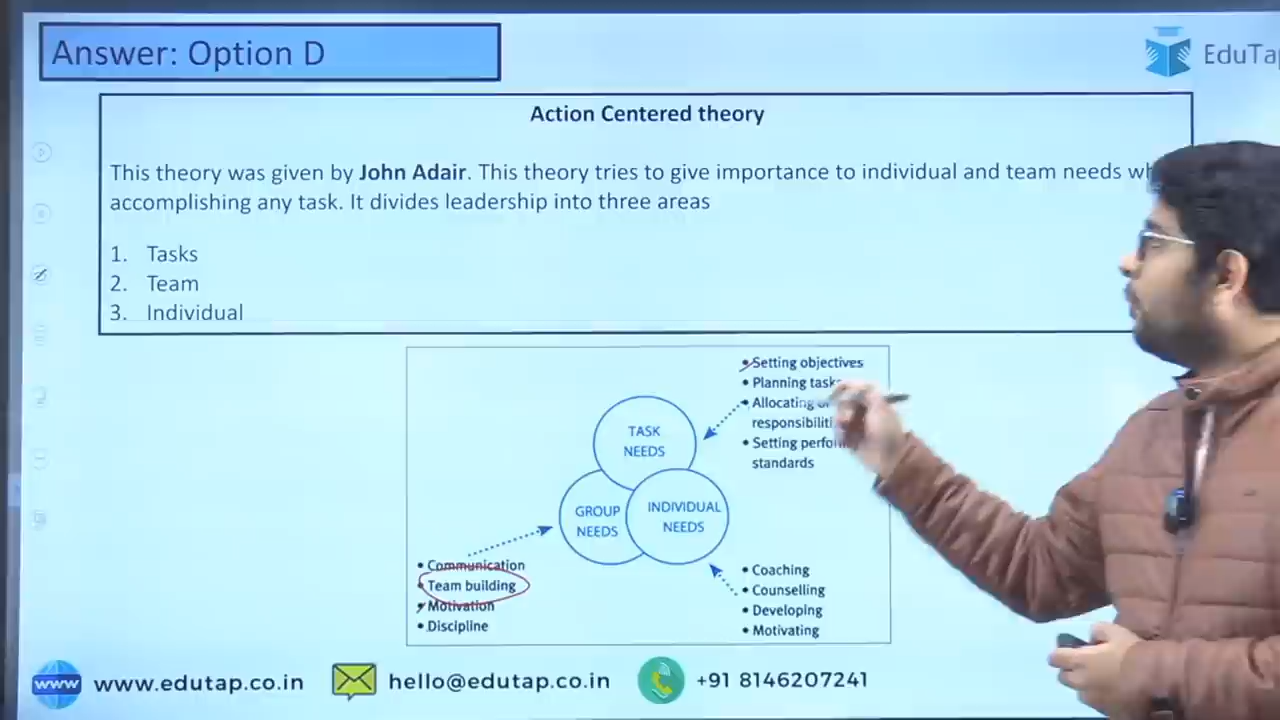 Answer: Option D
EduTap
Action Centered theory
This theory was given by John Adair. This theory tries to give importance to individual and team needs
accomplishing any task. It divides leadership into three areas
1. Tasks
2. Team
3. Individual
• Setting objectives
• Planning
• Allocating
• Setting
standards
TASK
NEEDS
GROUP
NEEDS
INDIVIDUAL
NEEDS
• Communication
• Team building
• Motivation
• Discipline
• Coaching
• Counselling
• Developing
• Motivating
www www.edutap.co.in hello@edutap.co.in +91 8146207241